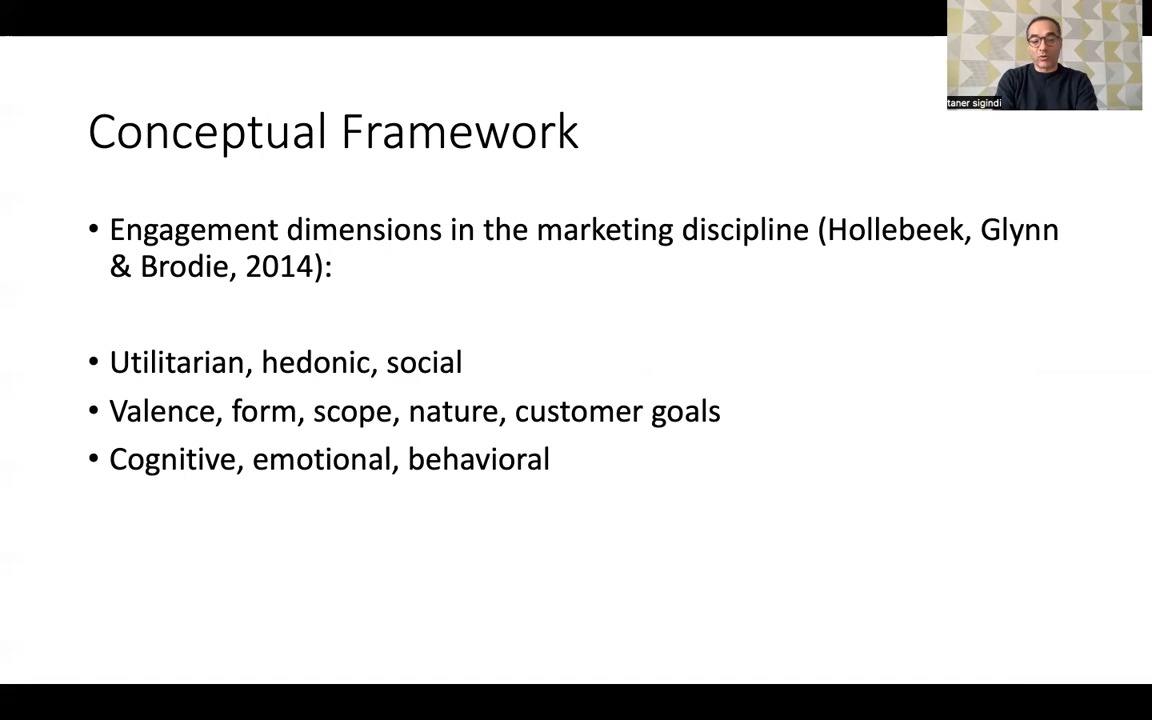 taner sigindi
Conceptual Framework
• Engagement dimensions in the marketing discipline (Hollebeek, Glynn
& Brodie, 2014):
• Utilitarian, hedonic, social
• Valence, form, scope, nature, customer goals
• Cognitive, emotional, behavioral